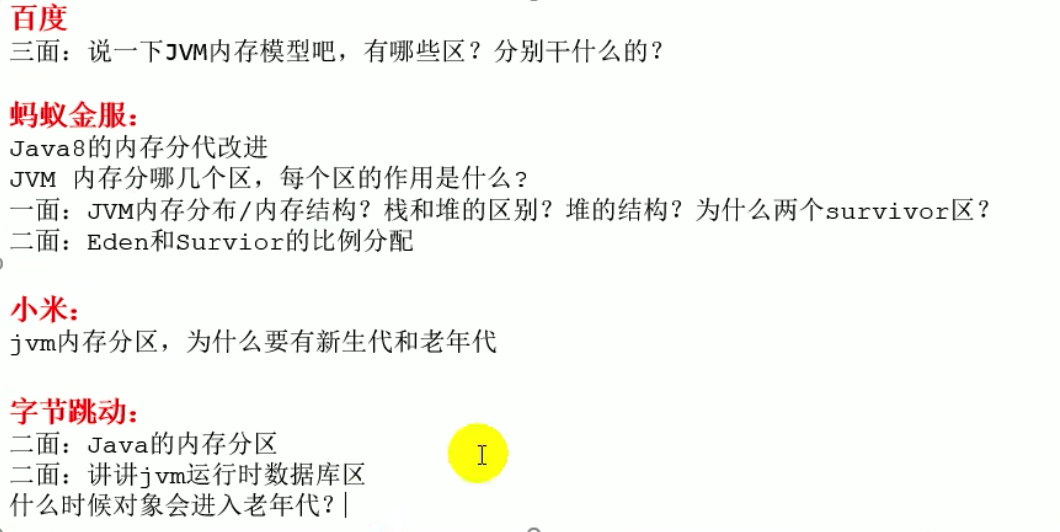 百度
三面：说一下JVM内存模型吧，有哪些区？分别干什么的？
蚂蚁金服：
Java8的内存分代改进
JVM 内存分哪几个区，每个区的作用是什么？
一面：JVM内存分布/内存结构？栈和堆的区别？堆的结构？为什么两个survivor区？
二面：Eden和Survior的比例分配
小米：
jvm内存分区，为什么要有新生代和老年代
字节跳动：
二面：Java的内存分区
二面：讲讲jvm运行时数据库区
什么时候对象会进入老年代？